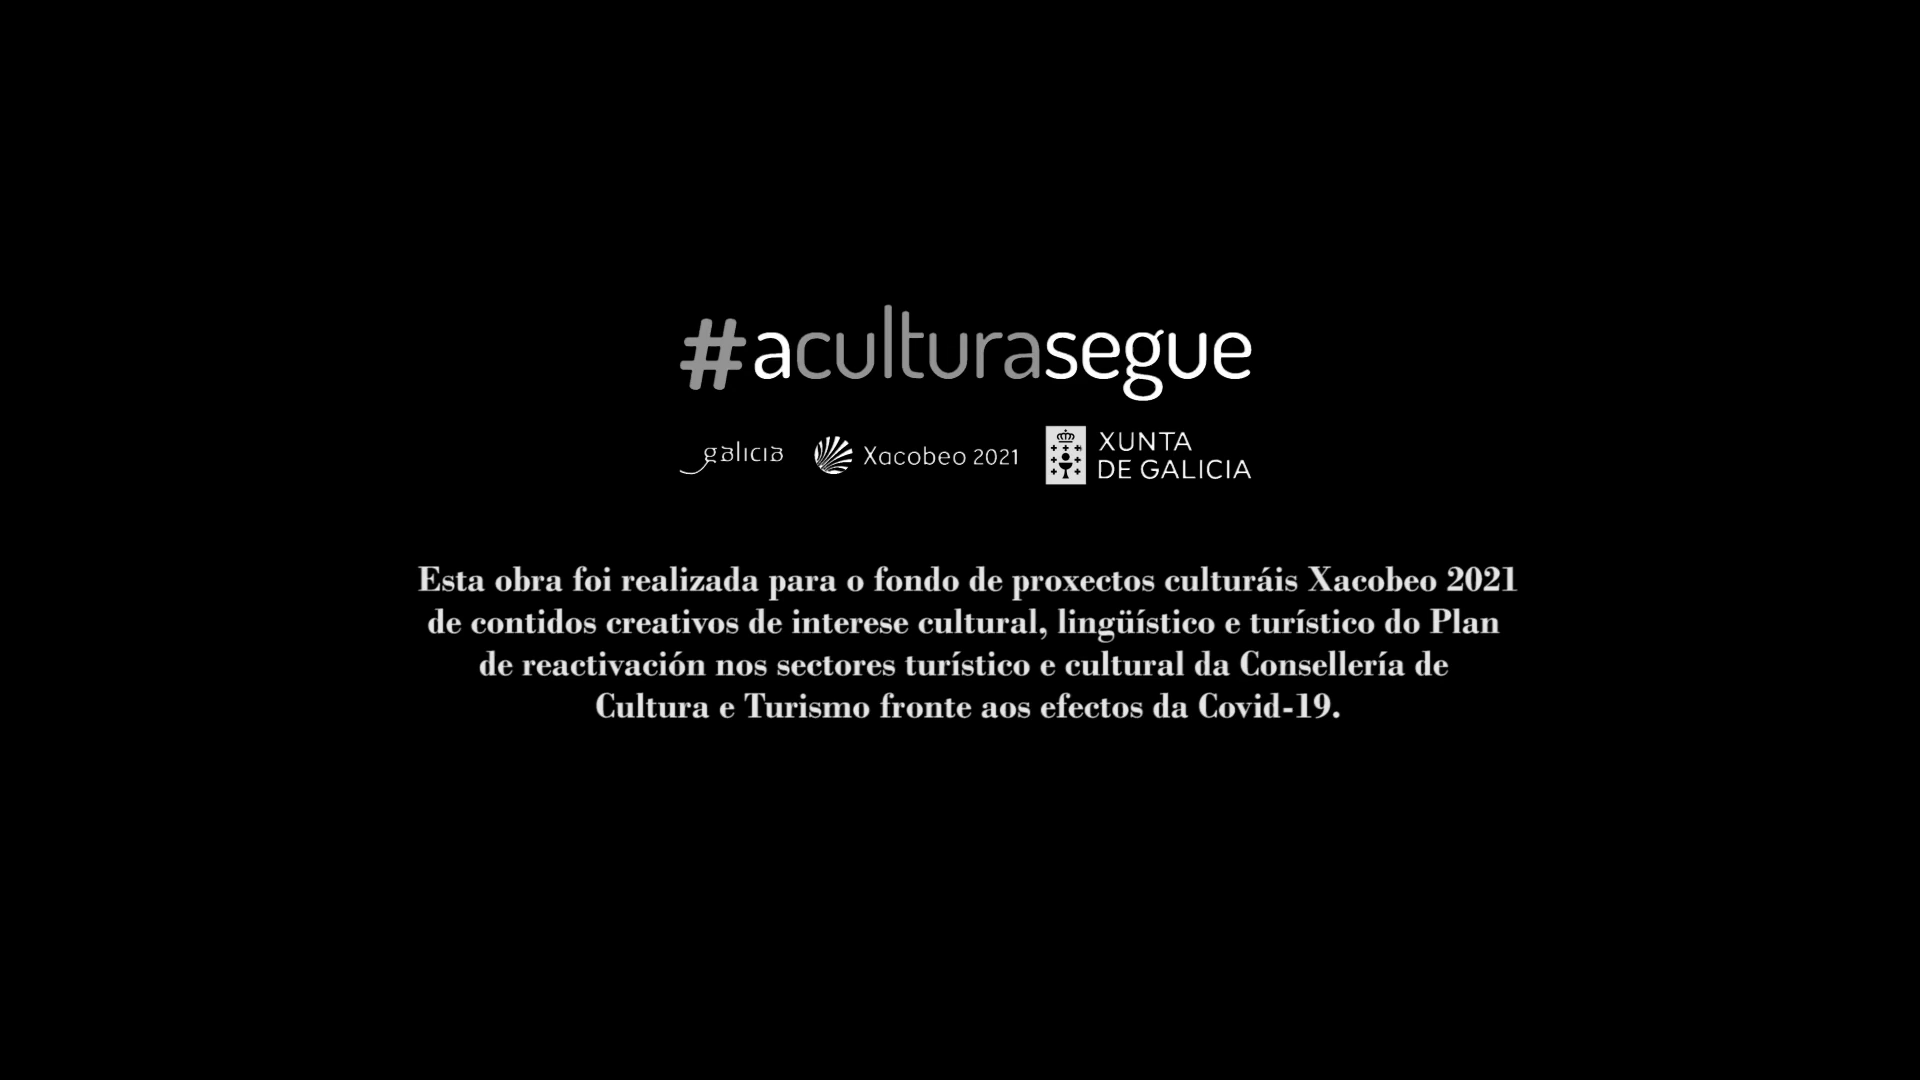 #aculturasegue
galicia Xacobeo 2021 XUNTA
DE GALICIA
Esta obra foi realizada para o fondo de proxectos culturáis Xacobeo 2021
de contidos creativos de interese cultural, lingüístico e turístico do Plan
de reactivación nos sectores turístico e cultural da Consellería de
Cultura e Turismo fronte aos efectos da Covid-19.